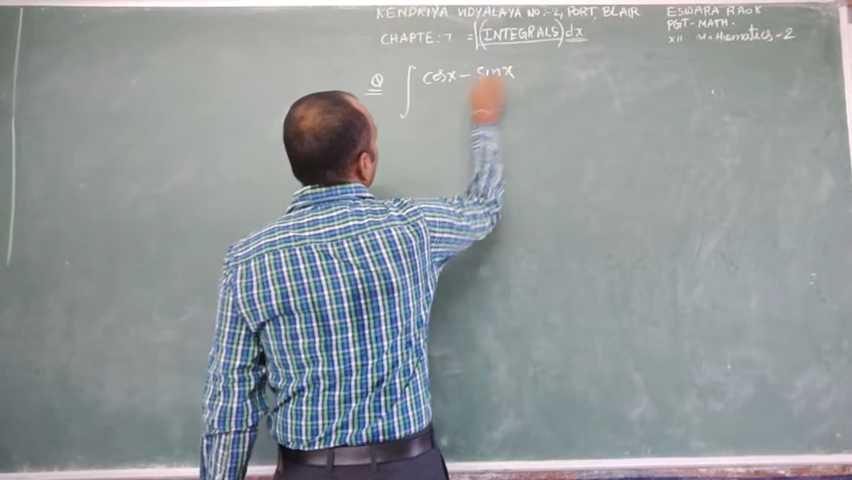 KENDRIYA VIDYALAYA NO:-2, PORT, BLAIR
CHAPTE: 7 = ∫(INTEGRALS)dx
ESWARA RAO K
PGT-MATH.
XII Mathematics-2
Q ∫ cosx - sinx